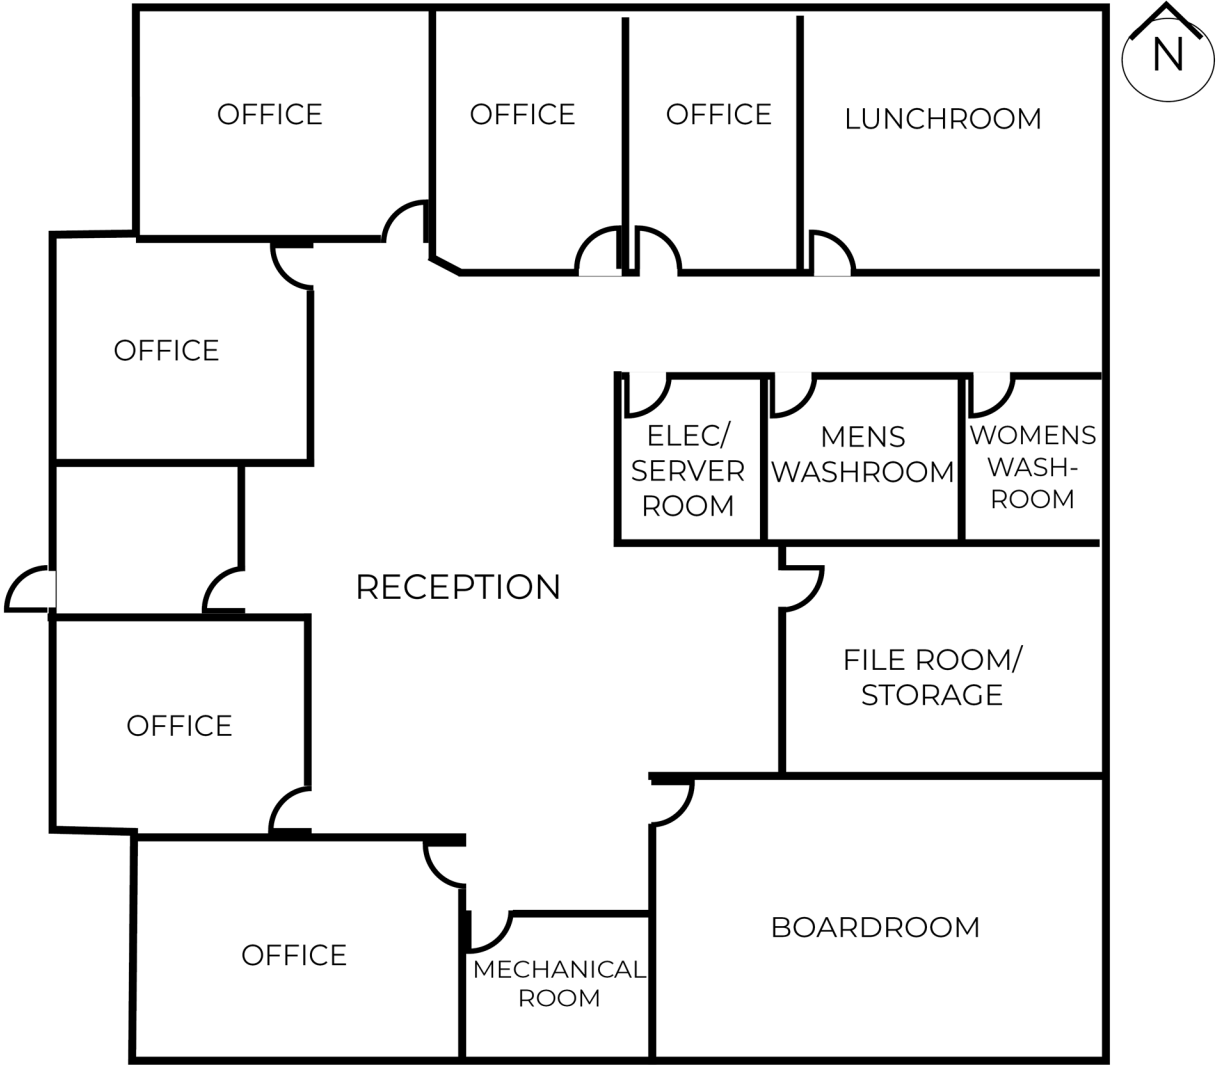 N
OFFICE
OFFICE
OFFICE
LUNCHROOM
OFFICE
ELEC/
SERVER
ROOM
MENS
WASHROOM
WOMENS
WASH-
ROOM
RECEPTION
FILE ROOM/
STORAGE
OFFICE
OFFICE
MECHANICAL
ROOM
BOARDROOM